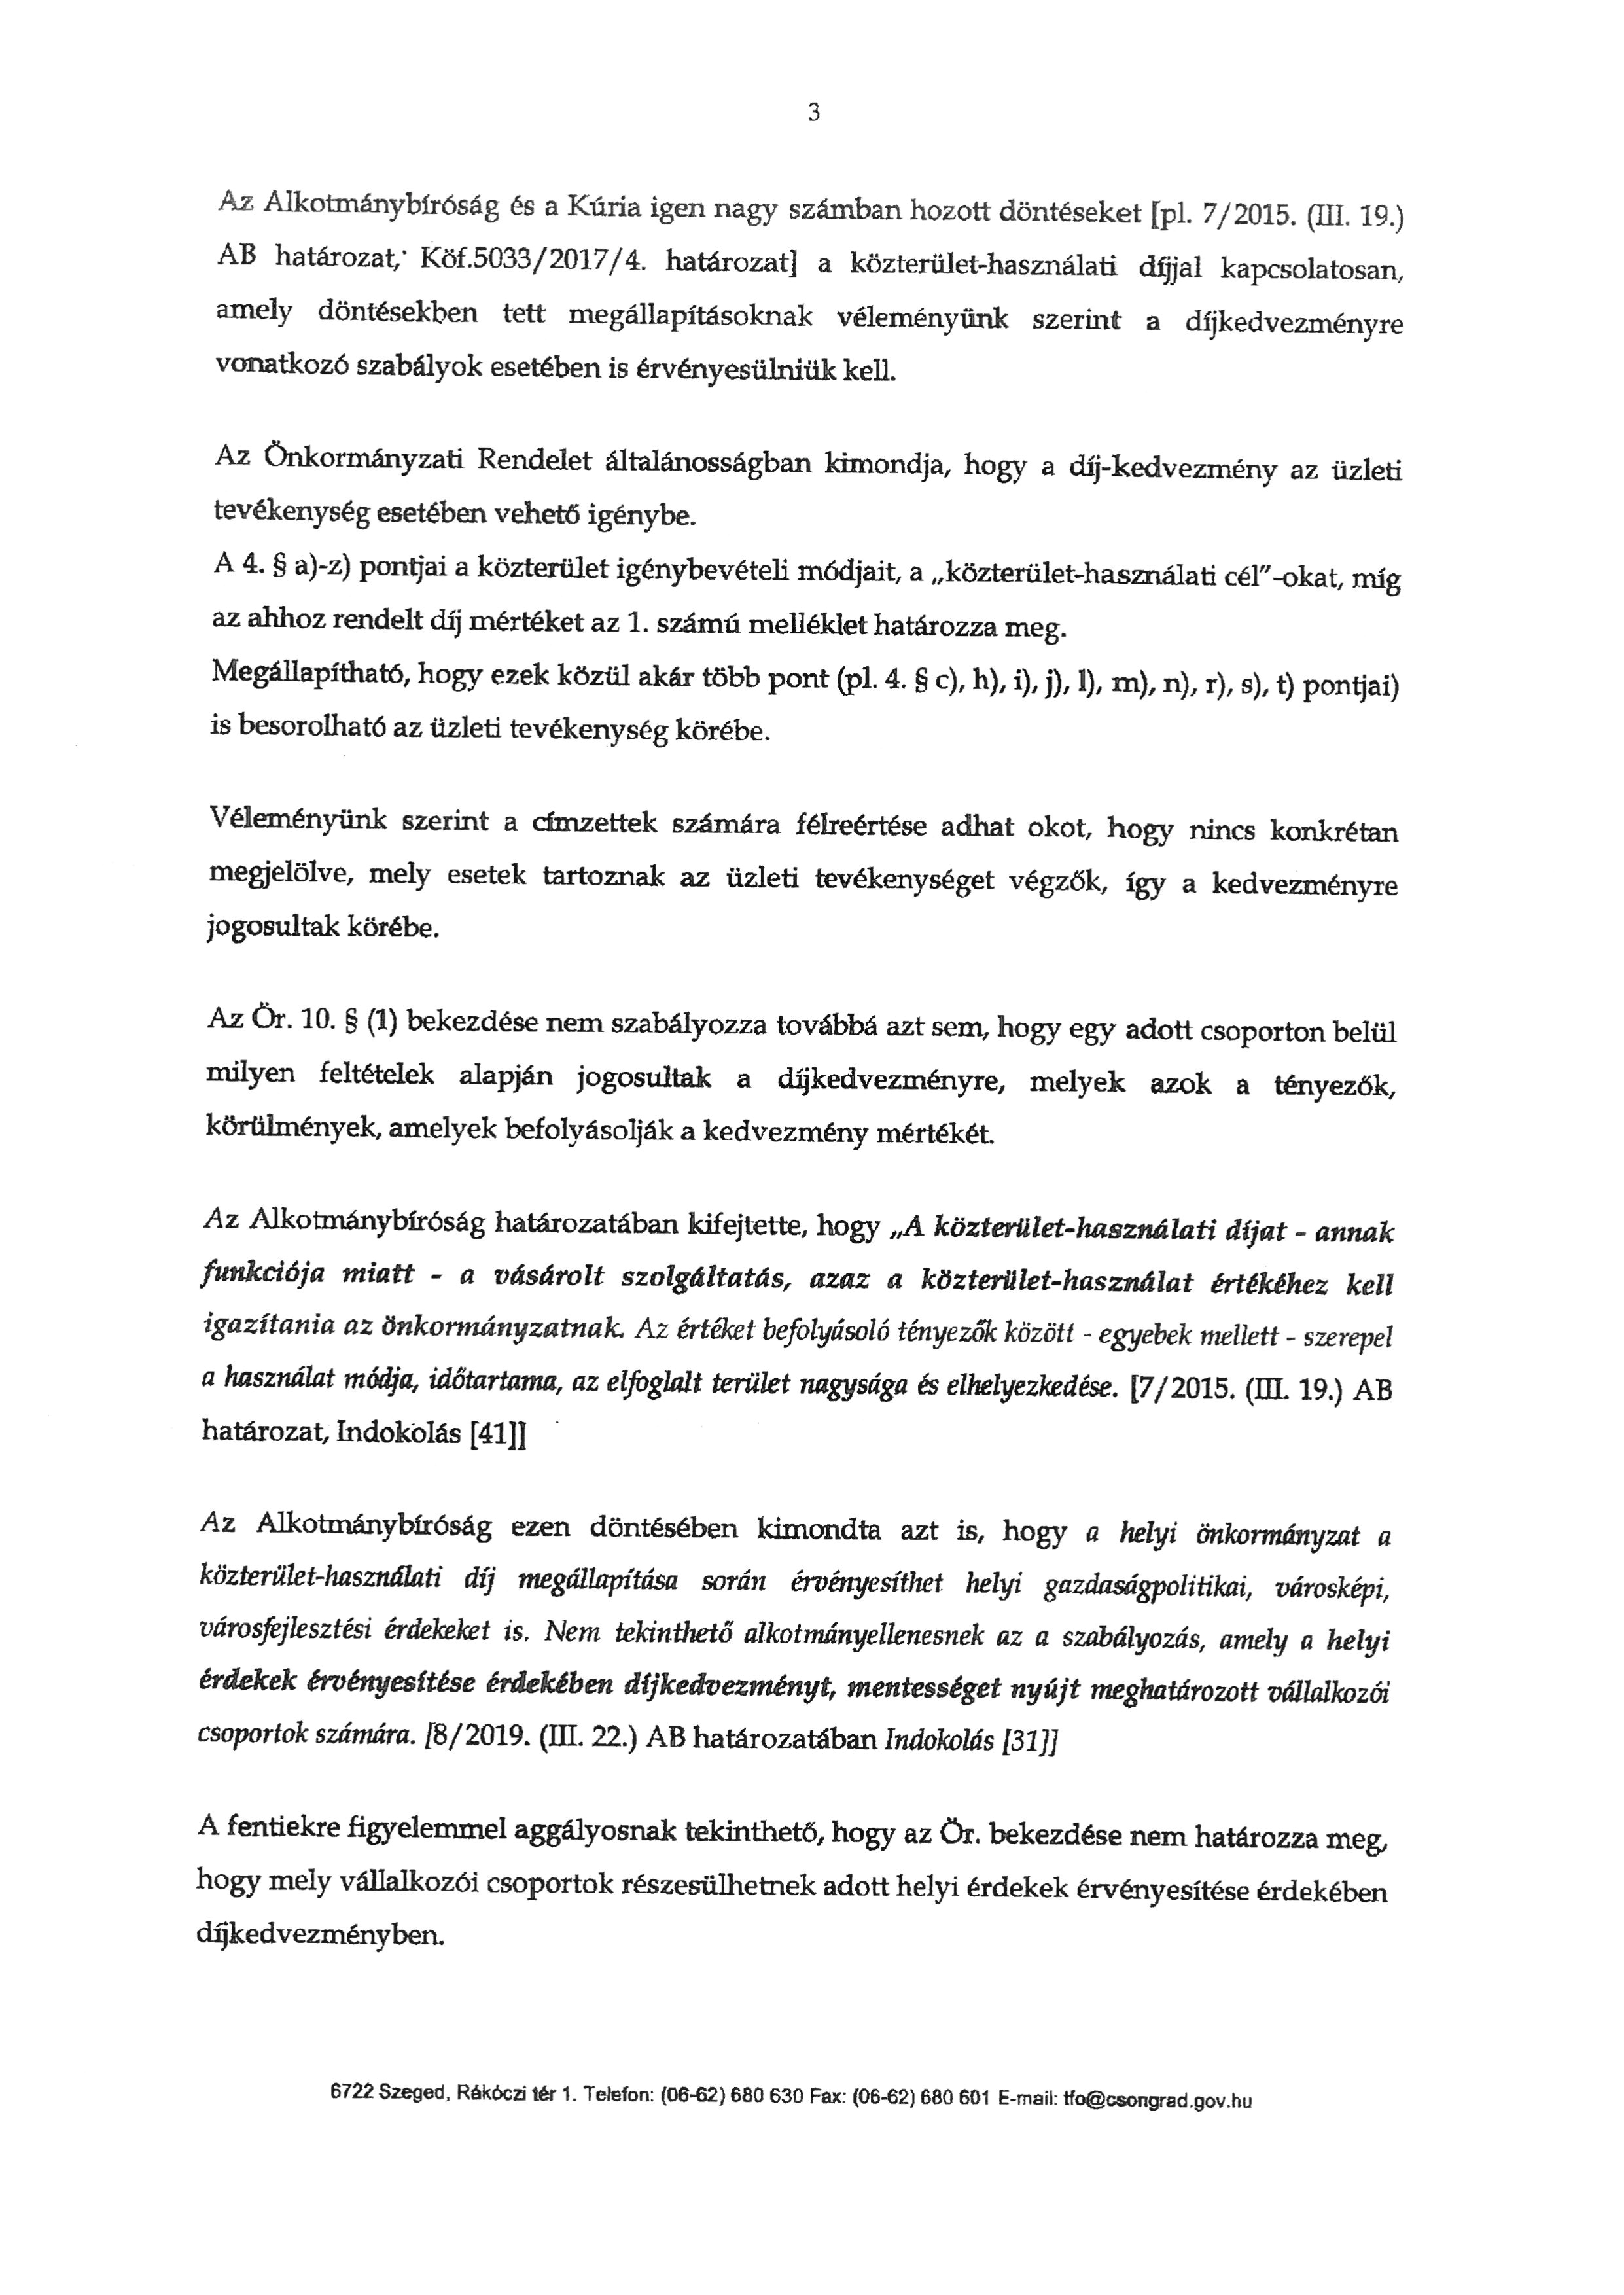 3
Az Alkotmánybíróság és a Kúria igen nagy számban hozott döntéseket [pl. 7/2015. (III. 19.)
AB határozat; Köf.5033/2017/4. határozat] a közterület-használati díjjal kapcsolatosan,
amely döntésekben tett megállapításoknak véleményünk szerint a díjkedvezményre
vonatkozó szabályok esetében is érvényesülniük kell.
Az Önkormányzati Rendelet általánosságban kimondja, hogy a díj-kedvezmény az üzleti
tevékenység esetében vehető igénybe.
A 4. § a)-z) pontjai a közterület igénybevételi módjait, a „közterület-használati cél"-okat, míg
az ahhoz rendelt díj mértéket az 1. számú melléklet határozza meg.
Megállapítható, hogy ezek közül akár több pont (pl. 4. § c), h), i), j), l), m), n), r), s), t) pontjai)
is besorolható az üzleti tevékenység körébe.
Véleményünk szerint a címzettek számára félreértése adhat okot, hogy nincs konkrétan
megjelölve, mely esetek tartoznak az üzleti tevékenységet végzők, így a kedvezményre
jogosultak körébe.
Az Ör. 10. § (1) bekezdése nem szabályozza továbbá azt sem, hogy egy adott csoporton belül
milyen feltételek alapján jogosultak a díjkedvezményre, melyek azok a tényezők,
körülmények, amelyek befolyásolják a kedvezmény mértékét.
Az Alkotmánybíróság határozatában kifejtette, hogy „A közterület-használati díjat - annak
funkciója miatt - a vásárolt szolgáltatás, azaz a közterület-használat értékéhez kell
igazítania az önkormányzatnak. Az értéket befolyásoló tényezők között - egyebek mellett - szerepel
a használat módja, időtartama, az elfoglalt terület nagysága és elhelyezkedése. [7/2015. (III. 19.) AB
határozat, Indokolás [41]]
Az Alkotmánybíróság ezen döntésében kimondta azt is, hogy a helyi önkormányzat a
közterület-használati díj megállapítása során érvényesíthet helyi gazdaságpolitikai, városképi,
városfejlesztési érdekeket is. Nem tekinthető alkotmányellenesnek az a szabályozás, amely a helyi
érdekek érvényesítése érdekében díjkedvezményt, mentességet nyújt meghatározott vállalkozói
csoportok számára. [8/2019. (III. 22.) AB határozatában Indokolás [31]]
A fentiekre figyelemmel aggályosnak tekinthető, hogy az Ör. bekezdése nem határozza meg,
hogy mely vállalkozói csoportok részesülhetnek adott helyi érdekek érvényesítése érdekében
díjkedvezményben.
6722 Szeged, Rákóczi tér 1. Telefon: (06-62) 680 630 Fax: (06-62) 680 601 E-mail: tfo@csongrad.gov.hu